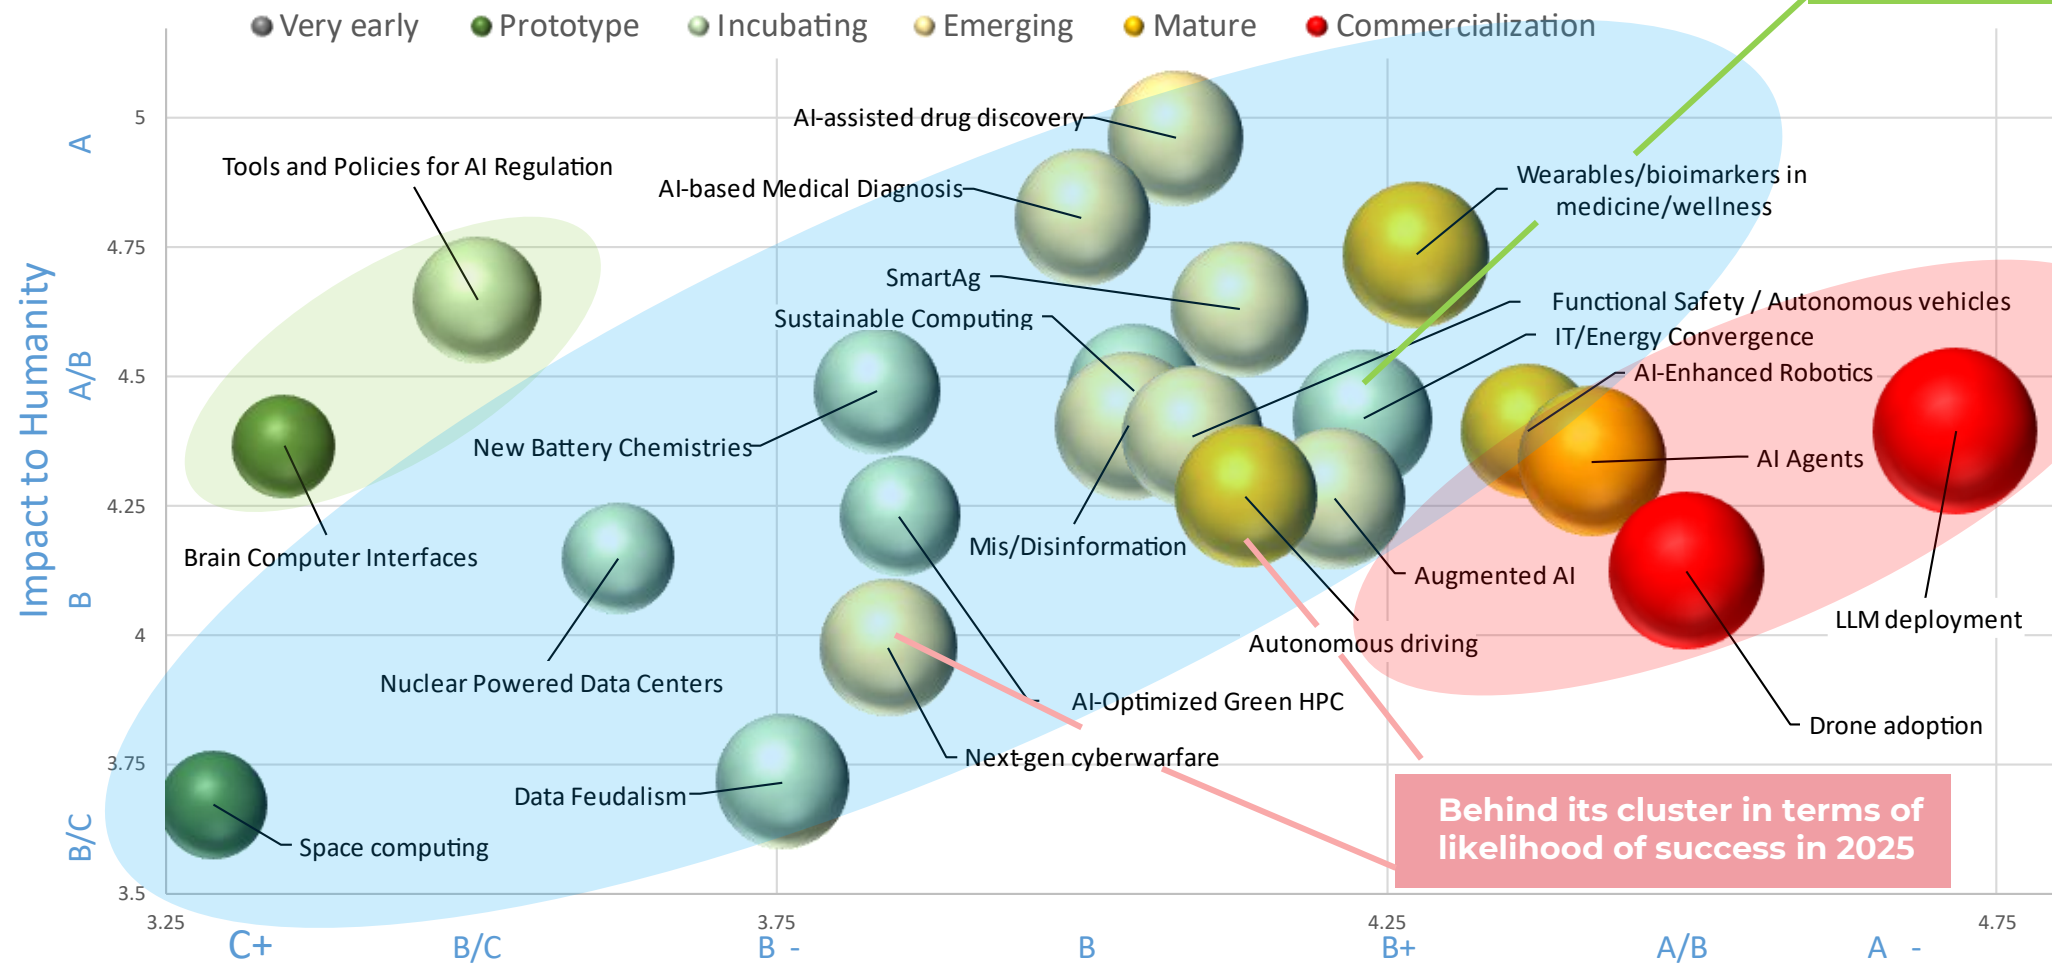 Very early Prototype Incubating Emerging Mature Commercialization
Impact to Humanity
A
A/B
B
B/C
5
4.75
4.5
4.25
4
3.75
3.5
AI-assisted drug discovery
Tools and Policies for AI Regulation
AI-based Medical Diagnosis
Wearables/bioimarkers in
medicine/wellness
SmartAg
Sustainable Computing
Functional Safety / Autonomous vehicles
IT/Energy Convergence
AI-Enhanced Robotics
New Battery Chemistries
AI Agents
Brain Computer Interfaces
Mis/Disinformation
Augmented AI
LLM deployment
Autonomous driving
Nuclear Powered Data Centers
AI-Optimized Green HPC
Drone adoption
Next-gen cyberwarfare
Data Feudalism
Space computing
Behind its cluster in terms of
likelihood of success in 2025
3.25 3.75 4.25 4.75
C+ B/C B - B B+ A/B A -